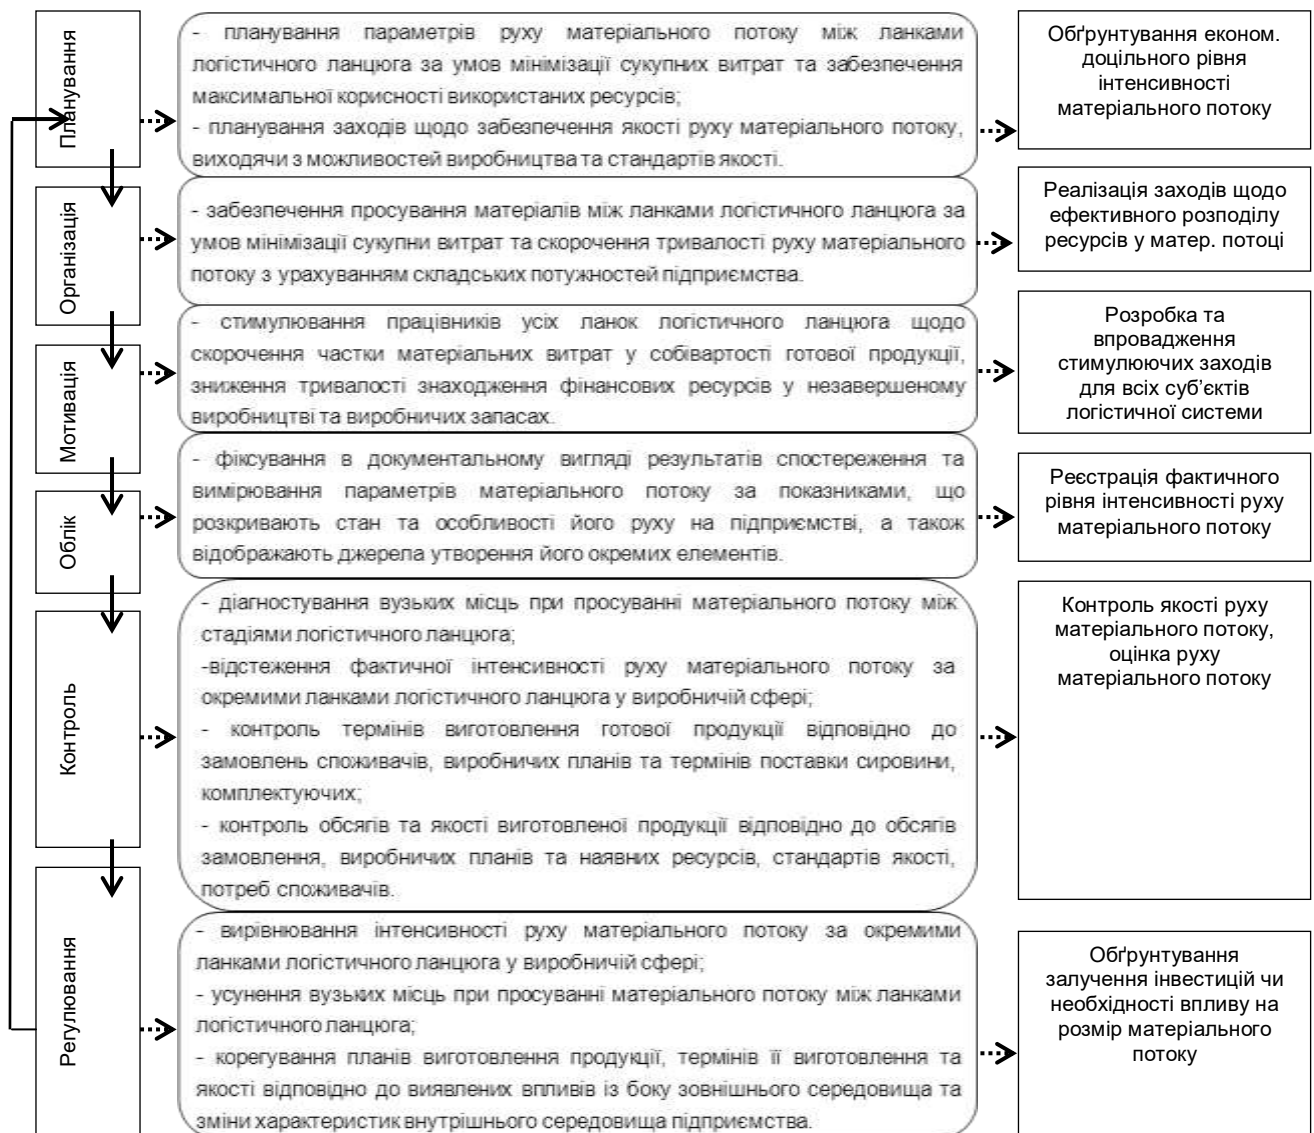 Планування
- планування параметрів руху матеріального потоку між ланками
логістичного ланцюга за умов мінімізації сукупних витрат та забезпечення
максимальної корисності використаних ресурсів;
- планування заходів щодо забезпечення якості руху матеріального потоку,
виходячи з можливостей виробництва та стандартів якості.
Обґрунтування економ.
доцільного рівня
інтенсивності
матеріального потоку
Організація
- забезпечення просування матеріалів між ланками логістичного ланцюга за
умов мінімізації сукупни витрат та скорочення тривалості руху матеріального
потоку з урахуванням складських потужностей підприємства.
Реалізація заходів щодо
ефективного розподілу
ресурсів у матер. потоці
Мотивація
- стимулювання працівників усіх ланок логістичного ланцюга щодо
скорочення частки матеріальних витрат у собівартості готової продукції,
зниження тривалості знаходження фінансових ресурсів у незавершеному
виробництві та виробничих запасах.
Розробка та
впровадження
стимулюючих заходів
для всіх суб’єктів
логістичної системи
Облік
- фіксування в документальному вигляді результатів спостереження та
вимірювання параметрів матеріального потоку за показниками, що
розкривають стан та особливості його руху на підприємстві, а також
відображають джерела утворення його окремих елементів.
Реєстрація фактичного
рівня інтенсивності руху
матеріального потоку
Контроль
- діагностування вузьких місць при просуванні матеріального потоку між
стадіями логістичного ланцюга;
-відстеження фактичної інтенсивності руху матеріального потоку за
окремими ланками логістичного ланцюга у виробничій сфері;
- контроль термінів виготовлення готової продукції відповідно до
замовлень споживачів, виробничих планів та термінів поставки сировини,
комплектуючих;
- контроль обсягів та якості виготовленої продукції відповідно до обсягів
замовлення, виробничих планів та наявних ресурсів, стандартів якості,
потреб споживачів.
Контроль якості руху
матеріального потоку,
оцінка руху
матеріального потоку
Регулювання
- вирівнювання інтенсивності руху матеріального потоку за окремими
ланками логістичного ланцюга у виробничій сфері;
- усунення вузьких місць при просуванні матеріального потоку між ланками
логістичного ланцюга;
- корегування планів виготовлення продукції, термінів її виготовлення та
якості відповідно до виявлених впливів із боку зовнішнього середовища та
зміни характеристик внутрішнього середовища підприємства.
Обґрунтування
залучення інвестицій чи
необхідності впливу на
розмір матеріального
потоку